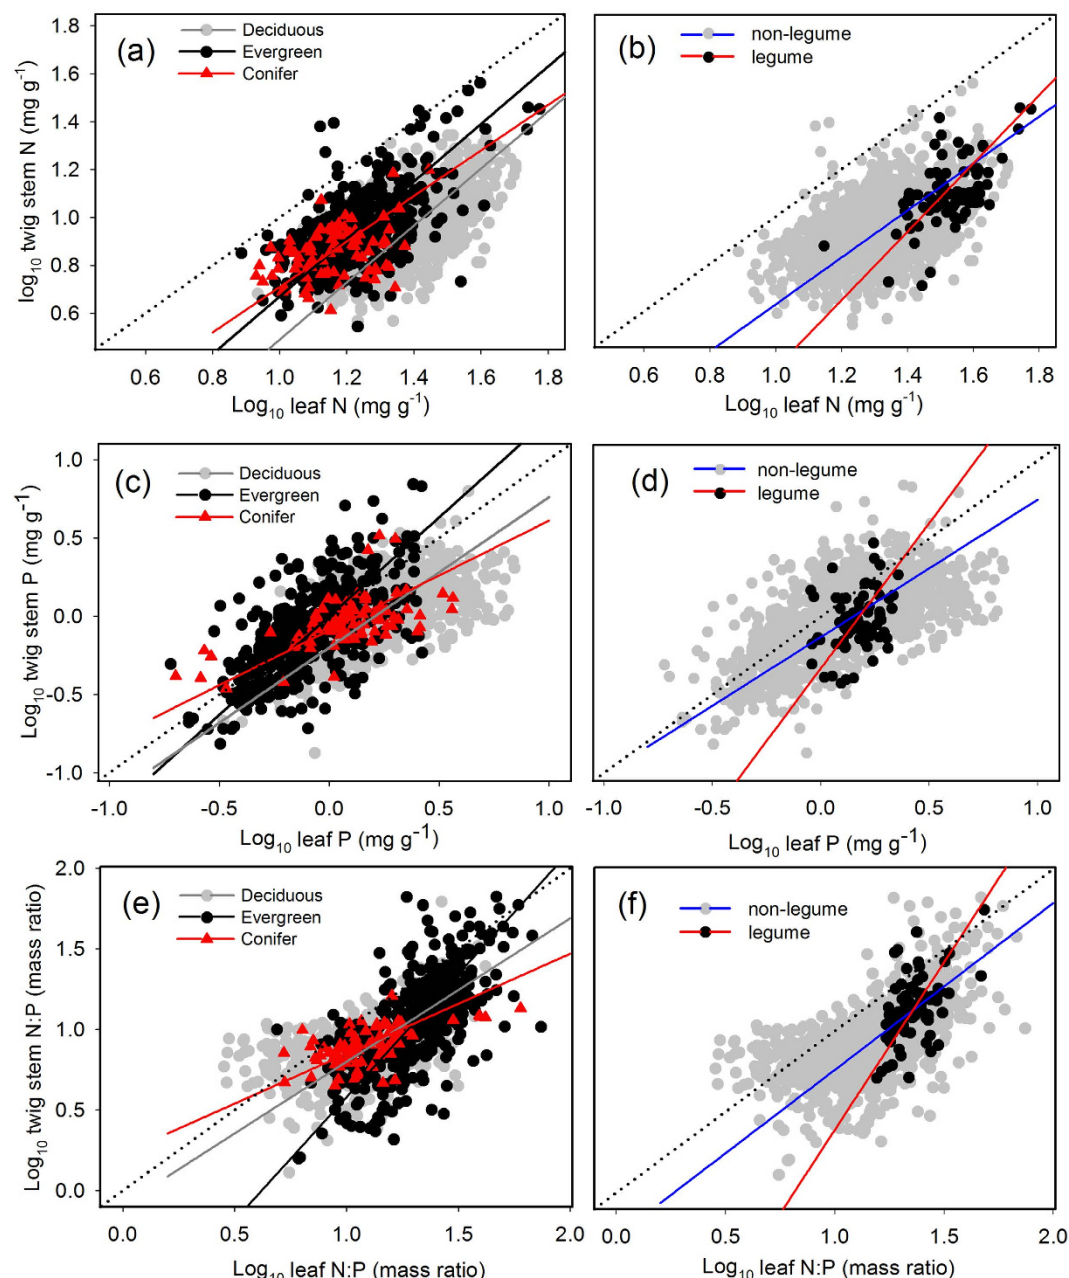 (a)
Deciduous
Evergreen
Conifer
1.8
1.6
1.4
1.2
1.0
0.8
0.6
log10 twig stem N (mg g-1)
0.6 0.8 1.0 1.2 1.4 1.6 1.8
Log10 leaf N (mg g-1)
(b)
non-legume
legume
0.6 0.8 1.0 1.2 1.4 1.6 1.8
Log10 leaf N (mg g-1)
(c)
Deciduous
Evergreen
Conifer
1.0
0.5
0.0
-0.5
-1.0
Log10 twig stem P (mg g-1)
-1.0 -0.5 0.0 0.5 1.0
Log10 leaf P (mg g-1)
(d)
non-legume
legume
-1.0 -0.5 0.0 0.5 1.0
Log10 leaf P (mg g-1)
(e)
Deciduous
Evergreen
Conifer
2.0
1.5
1.0
0.5
0.0
Log10 twig stem N:P (mass ratio)
0.0 0.5 1.0 1.5 2.0
Log10 leaf N:P (mass ratio)
(f)
non-legume
legume
0.0 0.5 1.0 1.5 2.0
Log10 leaf N:P (mass ratio)